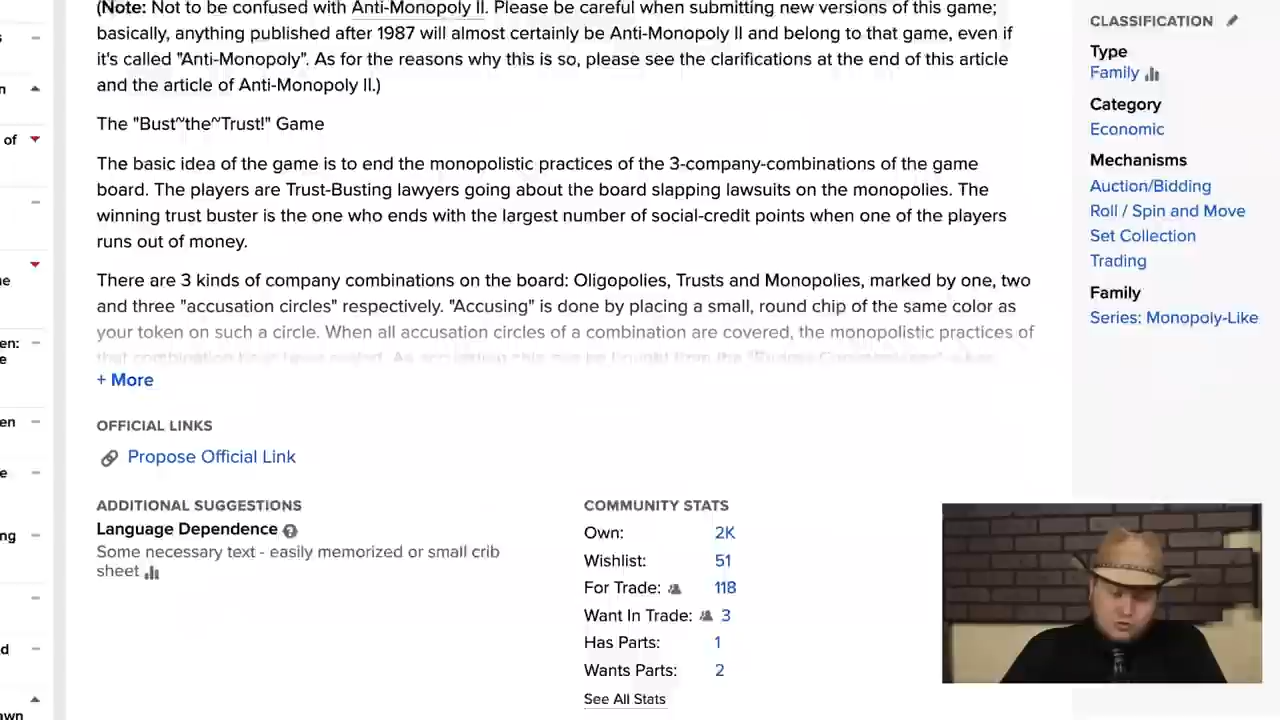 (Note: Not to be confused with Anti-Monopoly II. Please be careful when submitting new versions of this game;
basically, anything published after 1987 will almost certainly be Anti-Monopoly II and belong to that game, even if
it's called "Anti-Monopoly". As for the reasons why this is so, please see the clarifications at the end of this article
and the article of Anti-Monopoly II.)
The "Bust~the~Trust!" Game
The basic idea of the game is to end the monopolistic practices of the 3-company-combinations of the game
board. The players are Trust-Busting lawyers going about the board slapping lawsuits on the monopolies. The
winning trust buster is the one who ends with the largest number of social-credit points when one of the players
runs out of money.
There are 3 kinds of company combinations on the board: Oligopolies, Trusts and Monopolies, marked by one, two
and three "accusation circles" respectively. "Accusing" is done by placing a small, round chip of the same color as
your token on such a circle. When all accusation circles of a combination are covered, the monopolistic practices of
+ More
OFFICIAL LINKS
Propose Official Link
ADDITIONAL SUGGESTIONS
Language Dependence
Some necessary text - easily memorized or small crib
sheet
COMMUNITY STATS
Own: 2K
Wishlist: 51
For Trade: 118
Want In Trade: 3
Has Parts: 1
Wants Parts: 2
See All Stats
CLASSIFICATION
Type
Family
Category
Economic
Mechanisms
Auction/Bidding
Roll / Spin and Move
Set Collection
Trading
Family
Series: Monopoly-Like
of
en:
en